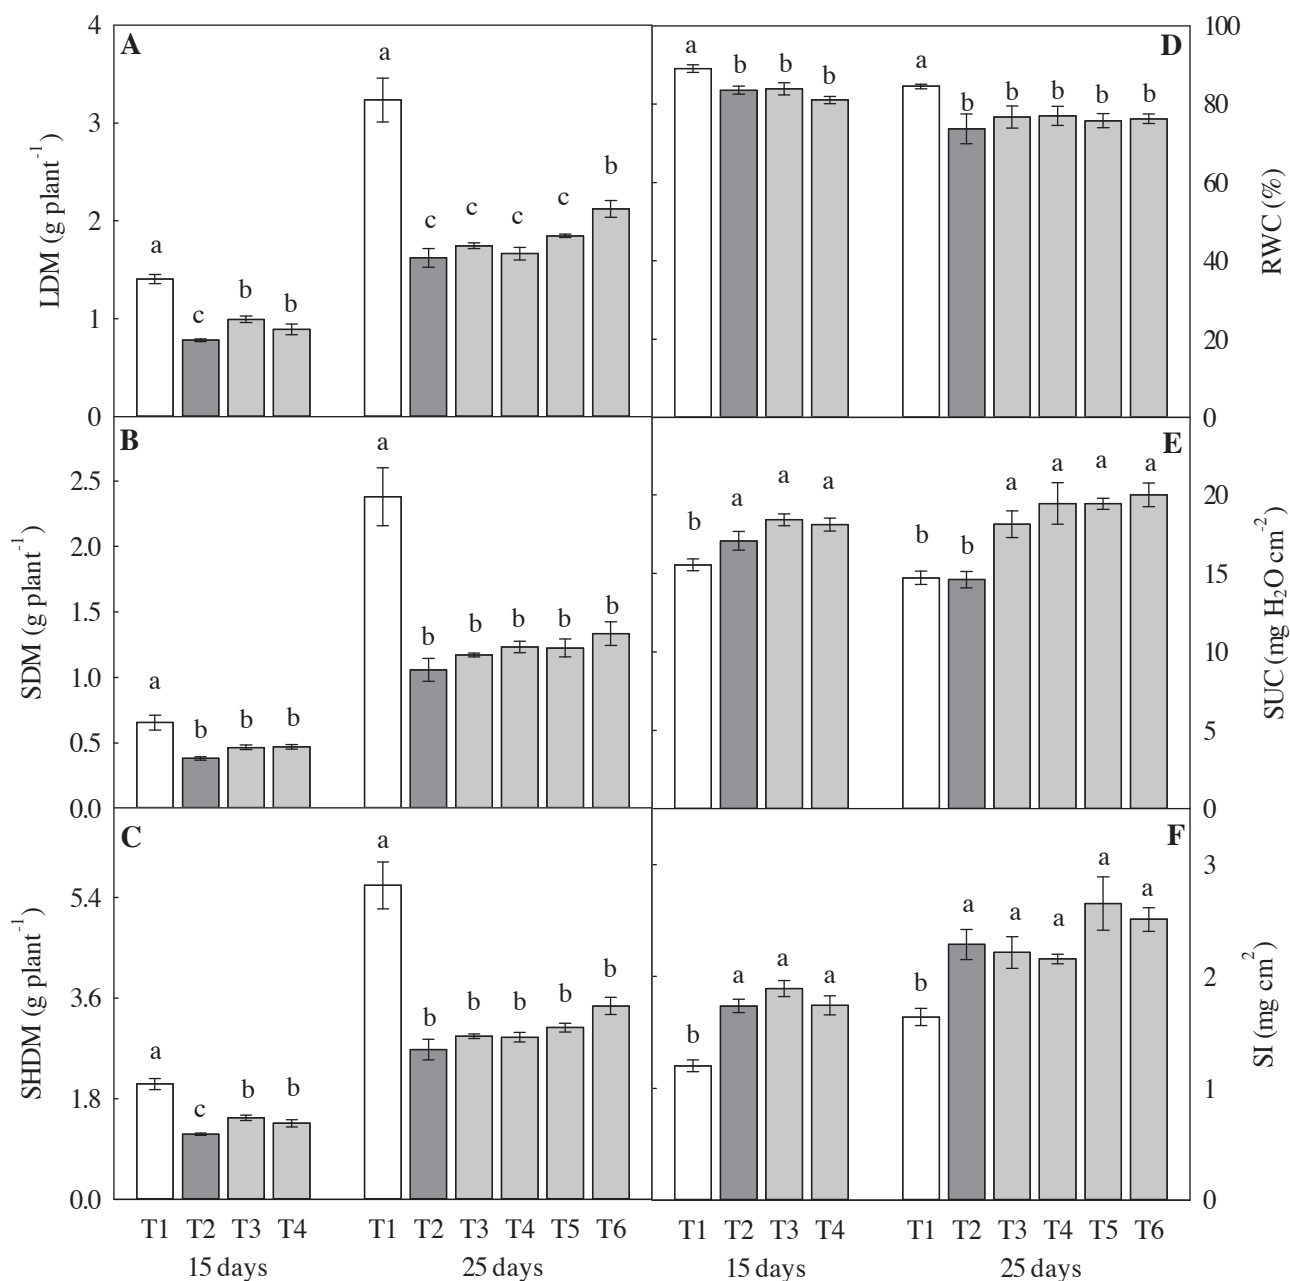 A
LDM (g plant-1)
4
3
2
1
0
a
c
b
b
a
c
c
c
c
b
D
RWC (%)
100
80
60
40
20
0
a
b
b
b
a
b
b
b
b
b
B
SDM (g plant-1)
2.5
2.0
1.5
1.0
0.5
0.0
a
b
b
b
a
b
b
b
b
b
E
SUC (mg H2O cm-2)
20
15
10
5
0
b
a
a
a
b
b
a
a
a
a
C
SHDM (g plant-1)
5.4
3.6
1.8
0.0
a
c
b
b
a
b
b
b
b
b
F
SI (mg cm2)
3
2
1
0
b
a
a
a
b
a
a
a
a
a
T1 T2 T3 T4 T1 T2 T3 T4 T5 T6 T1 T2 T3 T4 T1 T2 T3 T4 T5 T6
15 days 25 days 15 days 25 days